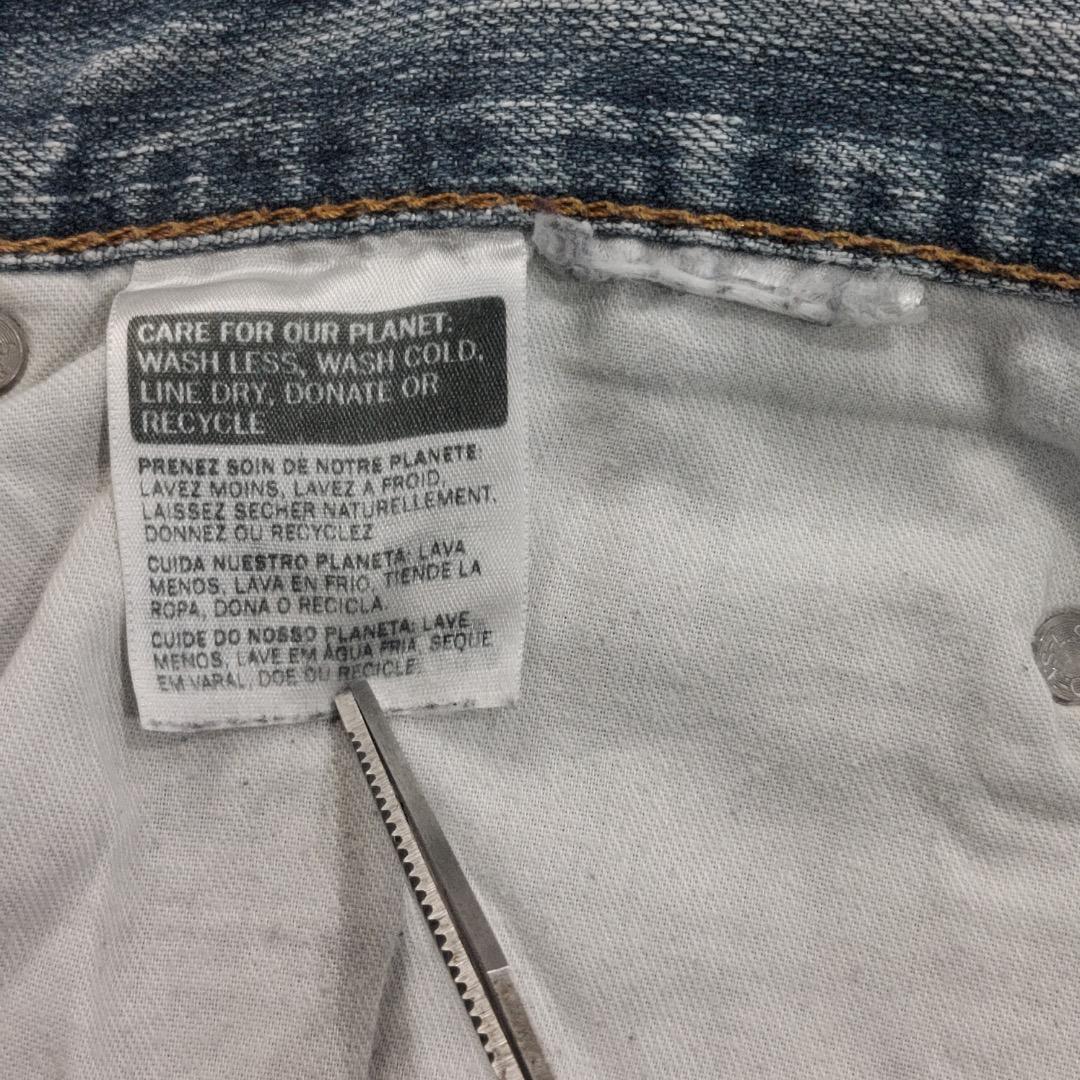 CARE FOR OUR PLANET:
WASH LESS, WASH COLD,
LINE DRY, DONATE OR
RECYCLE
PRENEZ SOIN DE NOTRE PLANETE:
LAVEZ MOINS, LAVEZ A FROID,
LAISSEZ SECHER NATURELLEMENT,
DONNEZ OU RECYCLEZ
CUIDA NUESTRO PLANETA: LAVA
MENOS, LAVA EN FRIO, TIENDE LA
ROPA, DONA O RECICLA.
CUIDE DO NOSSO PLANETA: LAVE
MENOS, LAVE EM ÁGUA FRIA, SEQUE
EM VARAL, DOE OU RECICLE.